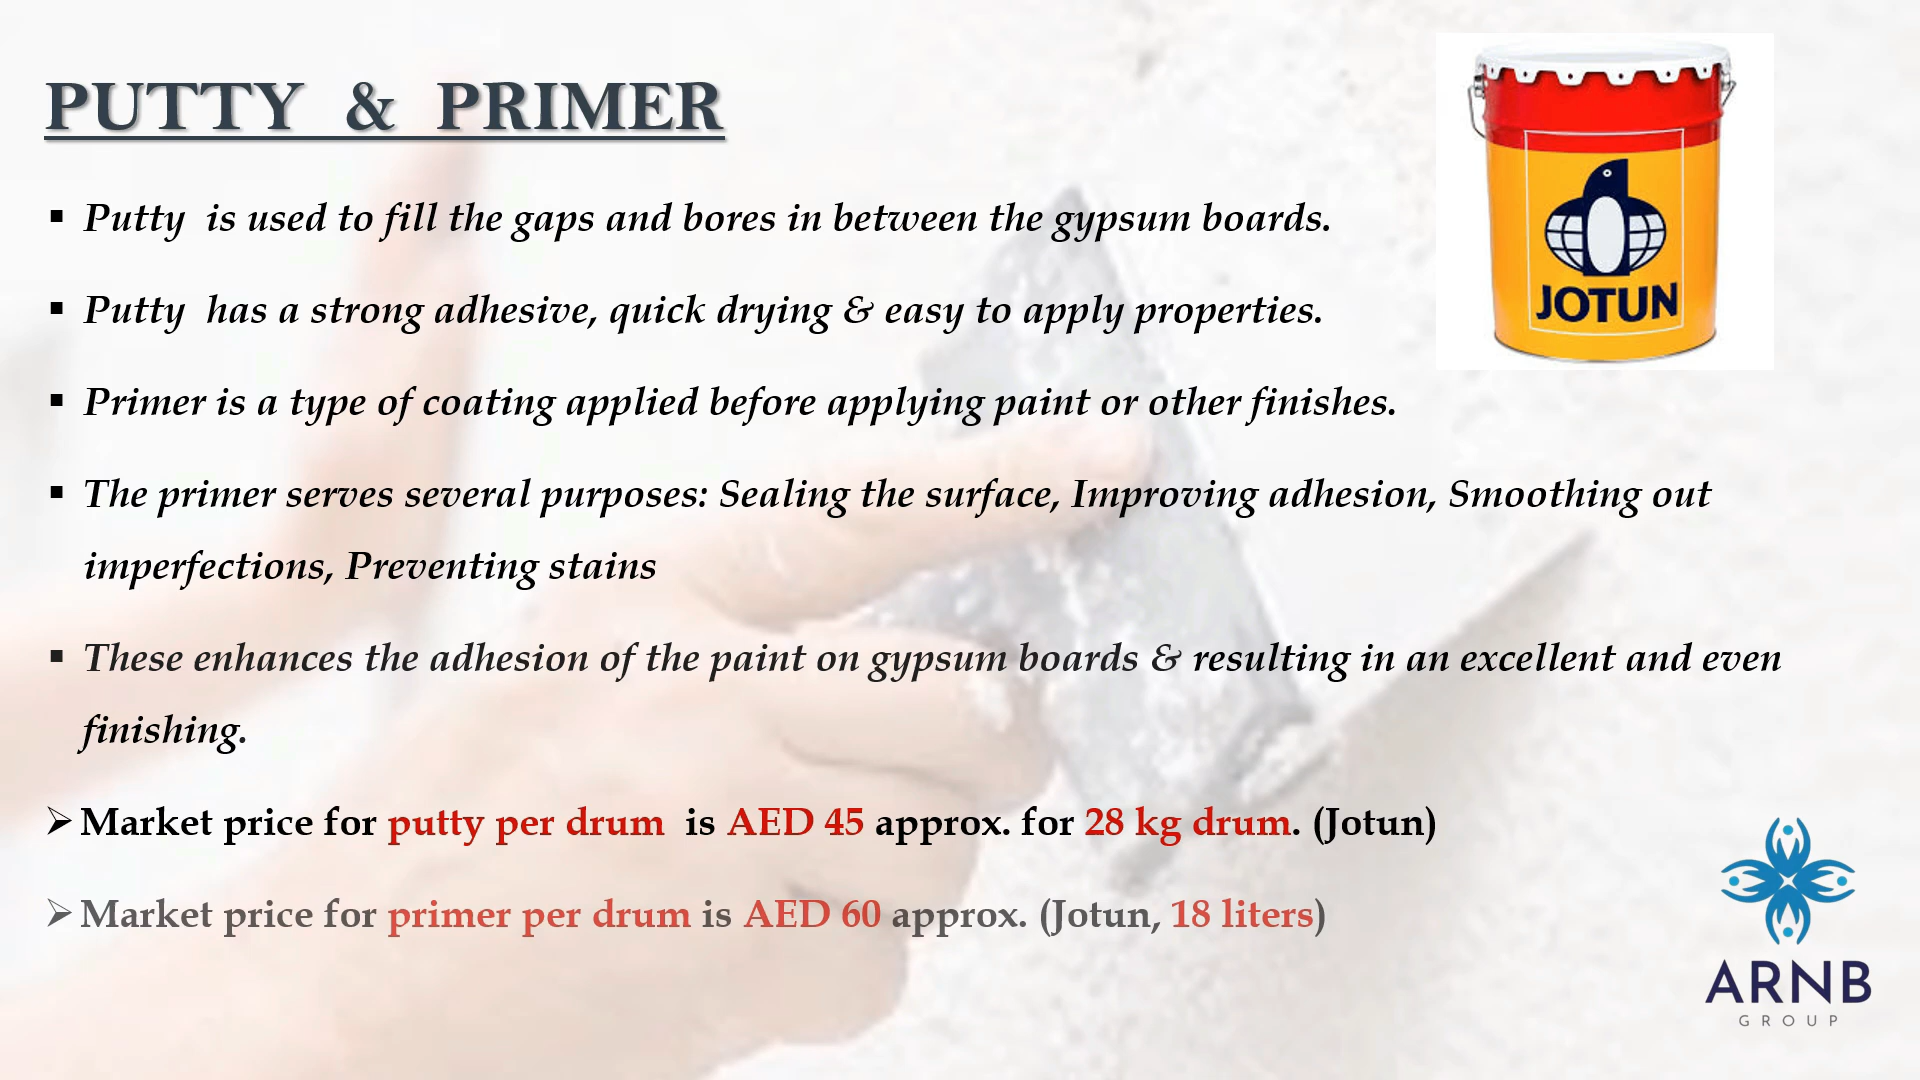 PUTTY & PRIMER
JOTUN
▪ Putty is used to fill the gaps and bores in between the gypsum boards.
▪ Putty has a strong adhesive, quick drying & easy to apply properties.
▪ Primer is a type of coating applied before applying paint or other finishes.
▪ The primer serves several purposes: Sealing the surface, Improving adhesion, Smoothing out
imperfections, Preventing stains
▪ These enhances the adhesion of the paint on gypsum boards & resulting in an excellent and even
finishing.
➢ Market price for putty per drum is AED 45 approx. for 28 kg drum. (Jotun)
➢ Market price for primer per drum is AED 60 approx. (Jotun, 18 liters)
ARNB
GROUP